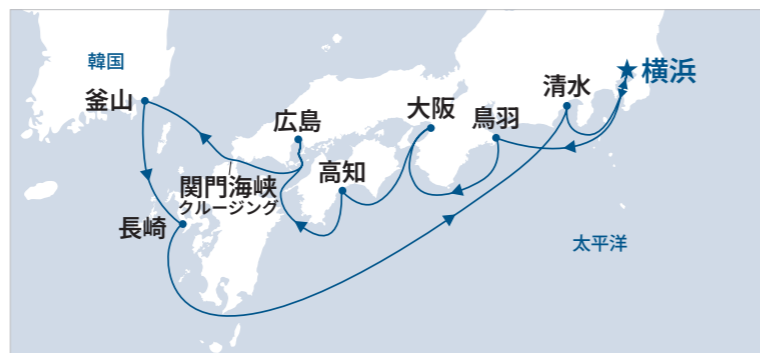 韓国
釜山
広島
大阪
鳥羽
清水
横浜
高知
関門海峡
クルージング
長崎
太平洋